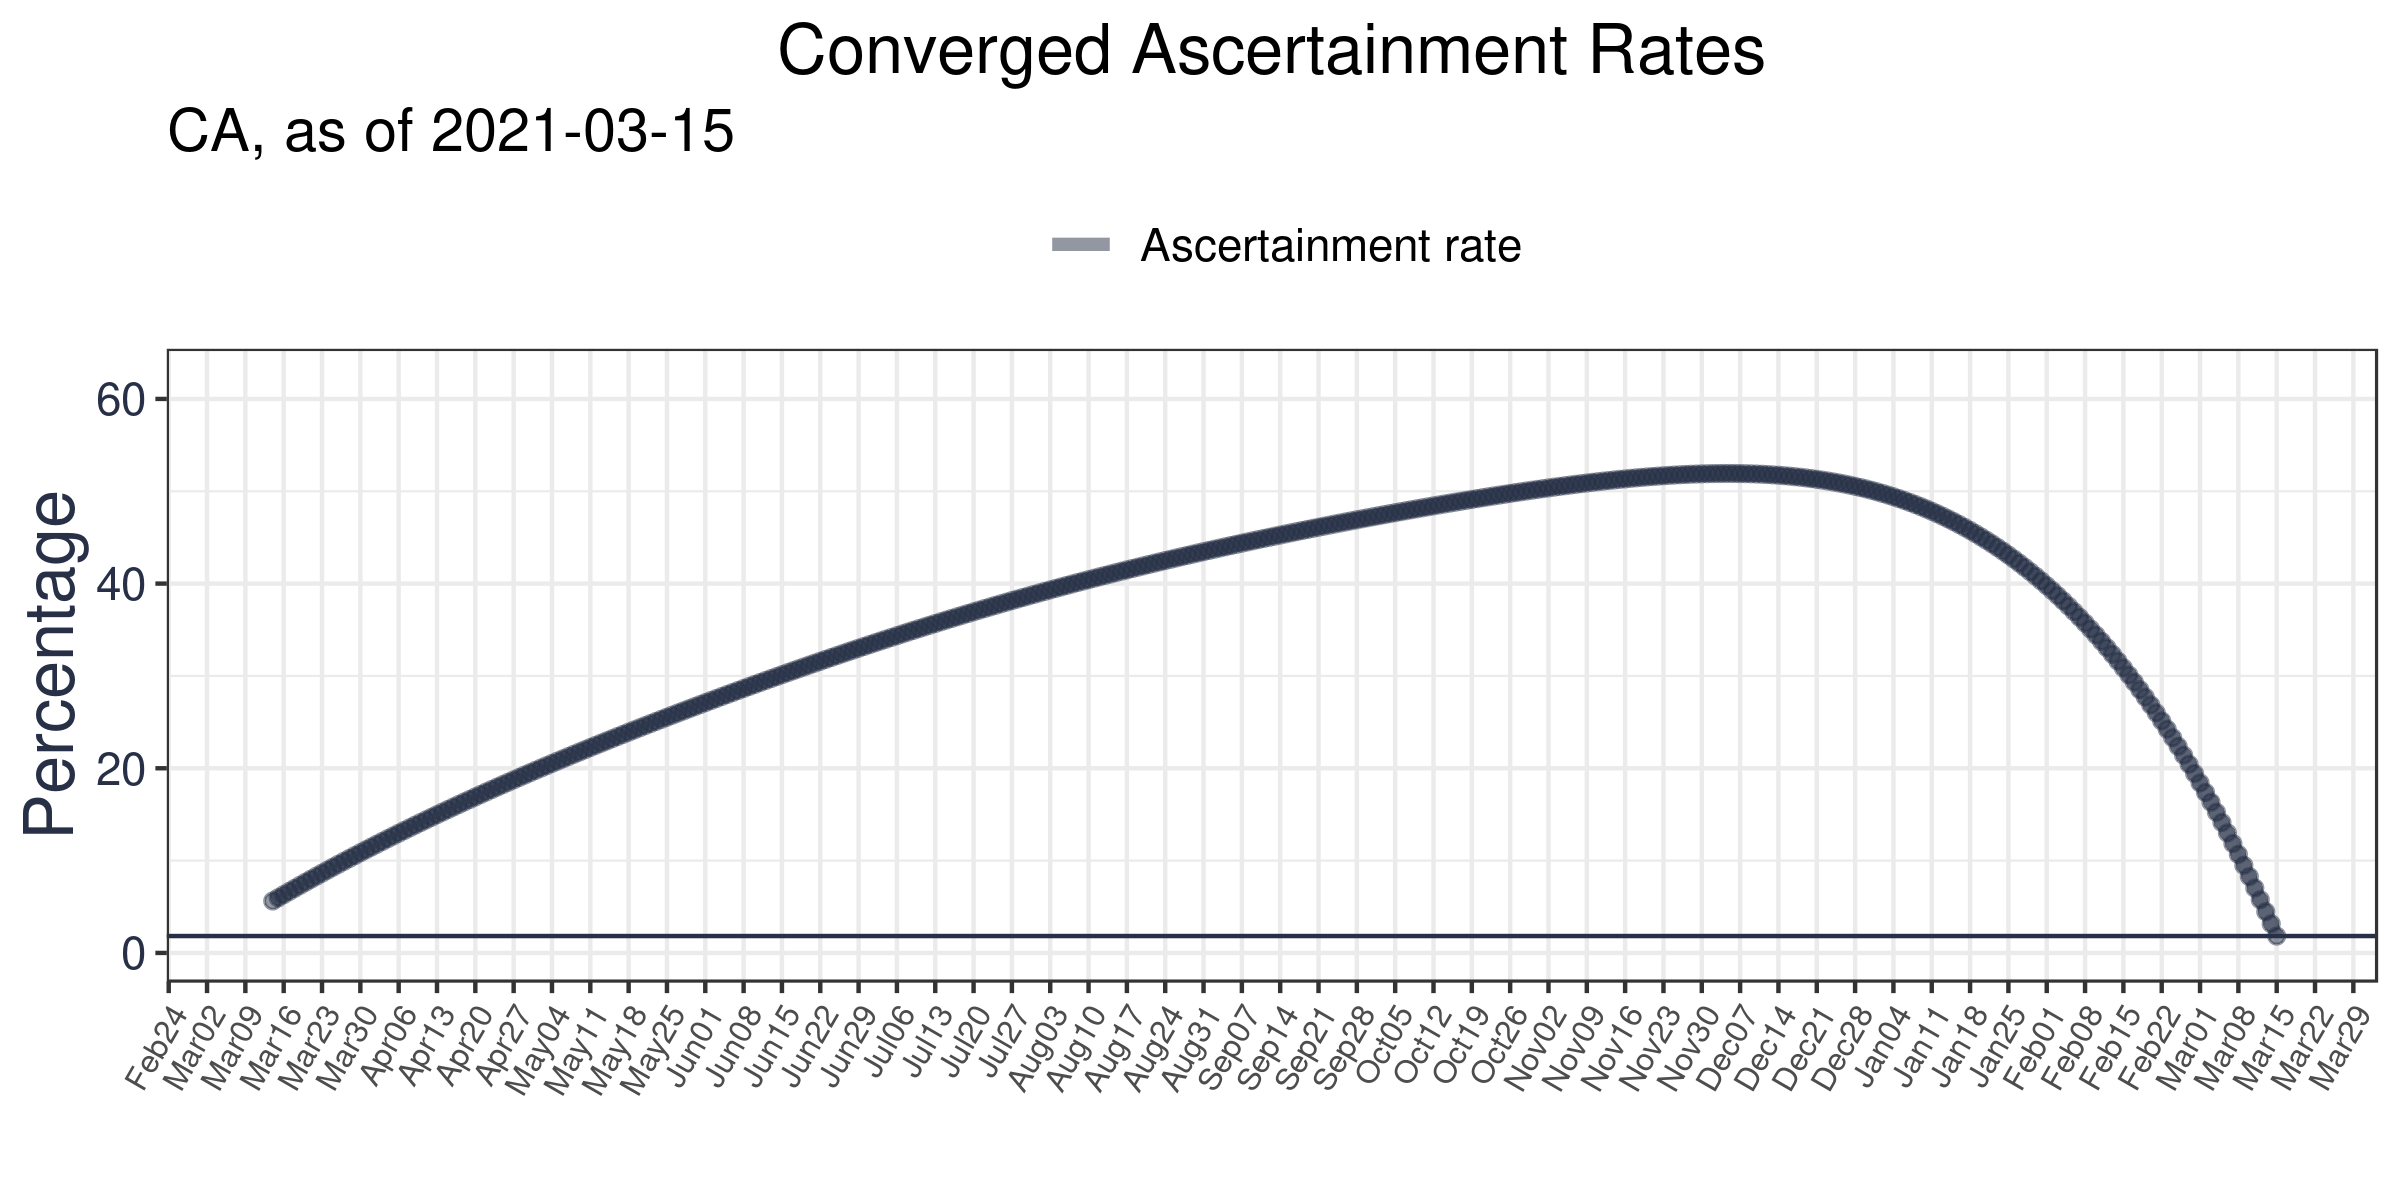 Converged Ascertainment Rates
CA, as of 2021-03-15
Ascertainment rate
Percentage
60
40
20
0
Feb24
Mar02
Mar09
Mar16
Mar23
Mar30
Apr06
Apr13
Apr20
Apr27
May04
May11
May18
May25
Jun01
Jun08
Jun15
Jun22
Jun29
Jul06
Jul13
Jul20
Jul27
Aug03
Aug10
Aug17
Aug24
Aug31
Sep07
Sep14
Sep21
Sep28
Oct05
Oct12
Oct19
Oct26
Nov02
Nov09
Nov16
Nov23
Nov30
Dec07
Dec14
Dec21
Dec28
Jan04
Jan11
Jan18
Jan25
Feb01
Feb08
Feb15
Feb22
Mar01
Mar08
Mar15
Mar22
Mar29